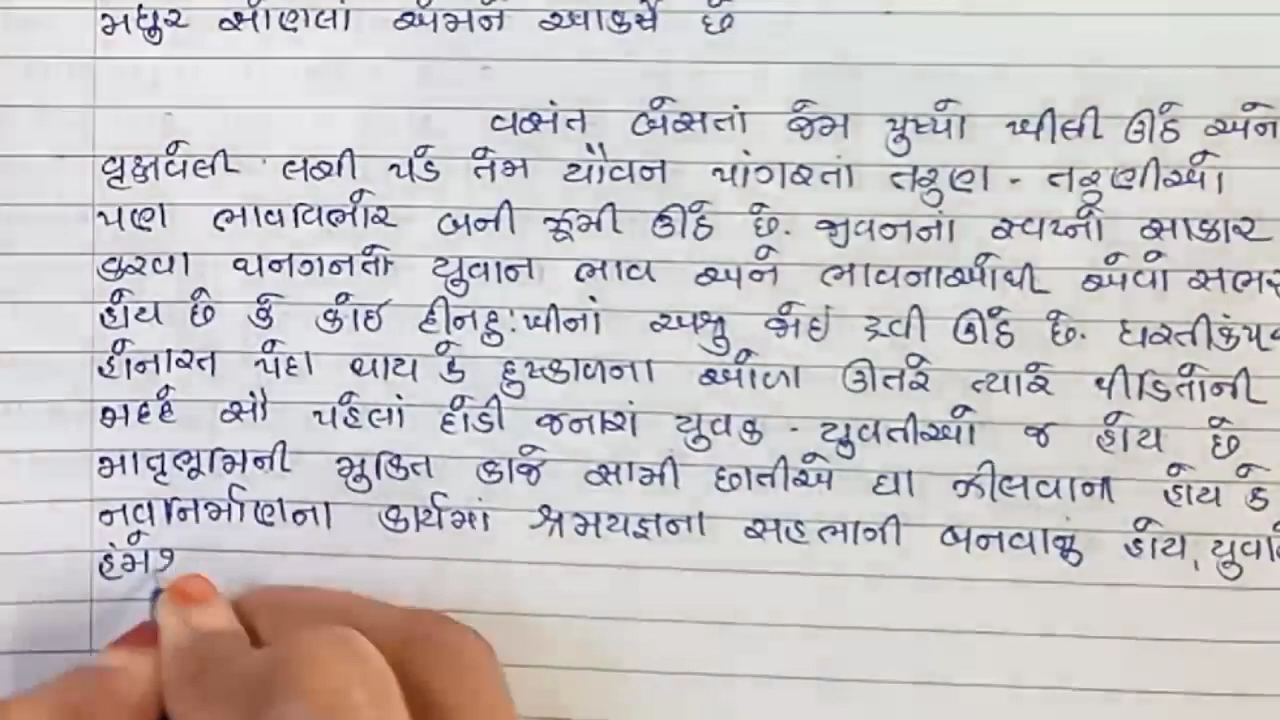 મધુર સોણલાં એમને આકર્ષે છે
વસંત બેસતાં જેમ પુષ્પો ખીલી ઊઠે અને
વૃક્ષવેલી લચી પડે તેમ યૌવન પાંગરતાં તરુણ - તરૂણીઓ
પણ ભાવવિભોર બની ઝૂમી ઊઠે છે. જીવનનાં સ્વપ્નો સાકાર
કરવા થનગનતો યુવાન ભાવ અને ભાવનાઓથી એવો સભર
હોય છે કે કોઈ દીનદુઃખીનાં અશ્રુ જોઈ દ્રવી ઊઠે છે. ધરતીકંપ
હોનારત પેદા થાય કે દુષ્કાળના ઓળા ઊતરે ત્યારે પીડિતોની
મદદે સૌ પહેલાં દોડી જનારાં યુવક - યુવતીઓ જ હોય છે
માતૃભૂમિની મુક્તિ કાજે સામી છાતીએ ઘા ઝીલવાના હોય કે
નવનિર્માણના કાર્યમાં શ્રમયજ્ઞના સહભાગી બનવાનું હોય, યુવા
હંમે